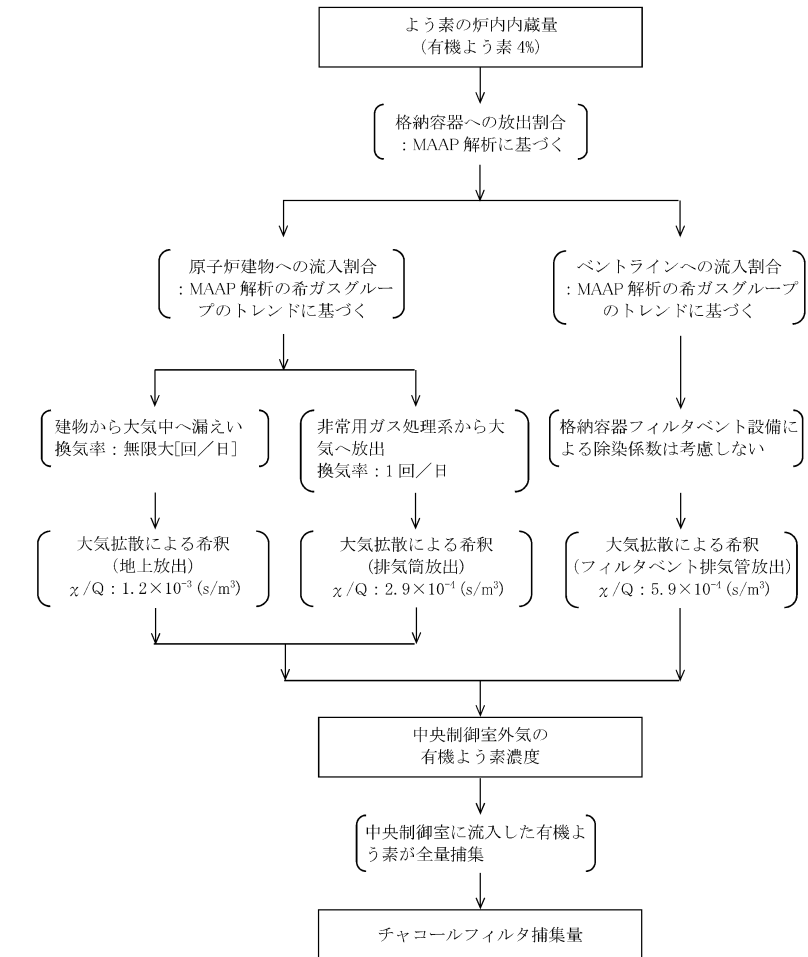 よう素の炉内内蔵量
（有機よう素 4%）
格納容器への放出割合
：MAAP 解析に基づく
原子炉建物への流入割合
：MAAP 解析の希ガスグルー
プのトレンドに基づく
ベントラインへの流入割合
：MAAP 解析の希ガスグループ
のトレンドに基づく
建物から大気中へ漏えい
換気率：無限大[回／日]
非常用ガス処理系から大
気へ放出
換気率：1 回／日
格納容器フィルタベント設備に
よる除染係数は考慮しない
大気拡散による希釈
(地上放出)
χ/Q：1.2×10⁻³ (s/m³)
大気拡散による希釈
(排気筒放出)
χ/Q：2.9×10⁻⁴ (s/m³)
大気拡散による希釈
(フィルタベント排気管放出)
χ/Q：5.9×10⁻⁴ (s/m³)
中央制御室外気の
有機よう素濃度
中央制御室に流入した有機よ
う素が全量捕集
チャコールフィルタ捕集量